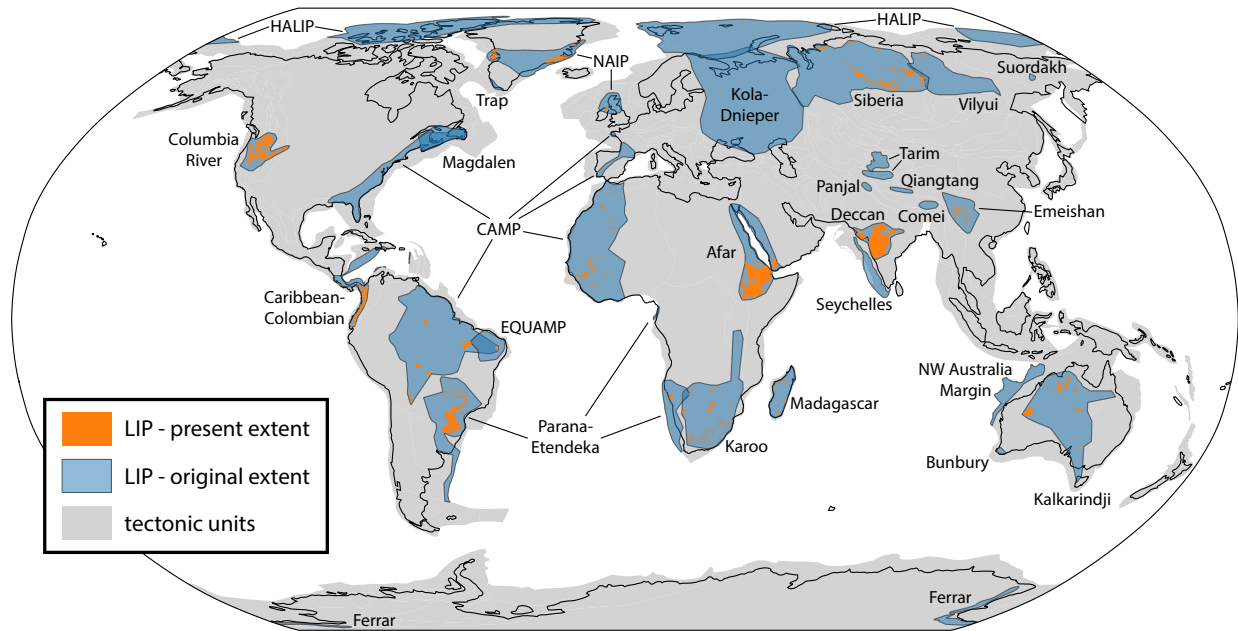 HALIP
HALIP
NAIP
Suordakh
Trap
Kola-
Dnieper
Siberia
Vilyui
Columbia
River
Magdalen
Tarim
Panjal
Qiangtang
CAMP
Deccan
Comei
Emeishan
Afar
Seychelles
Caribbean-
Colombian
EQUAMP
NW Australia
Margin
Madagascar
Parana-
Etendeka
Karoo
Bunbury
Kalkarindji
LIP - present extent
LIP - original extent
tectonic units
Ferrar
Ferrar